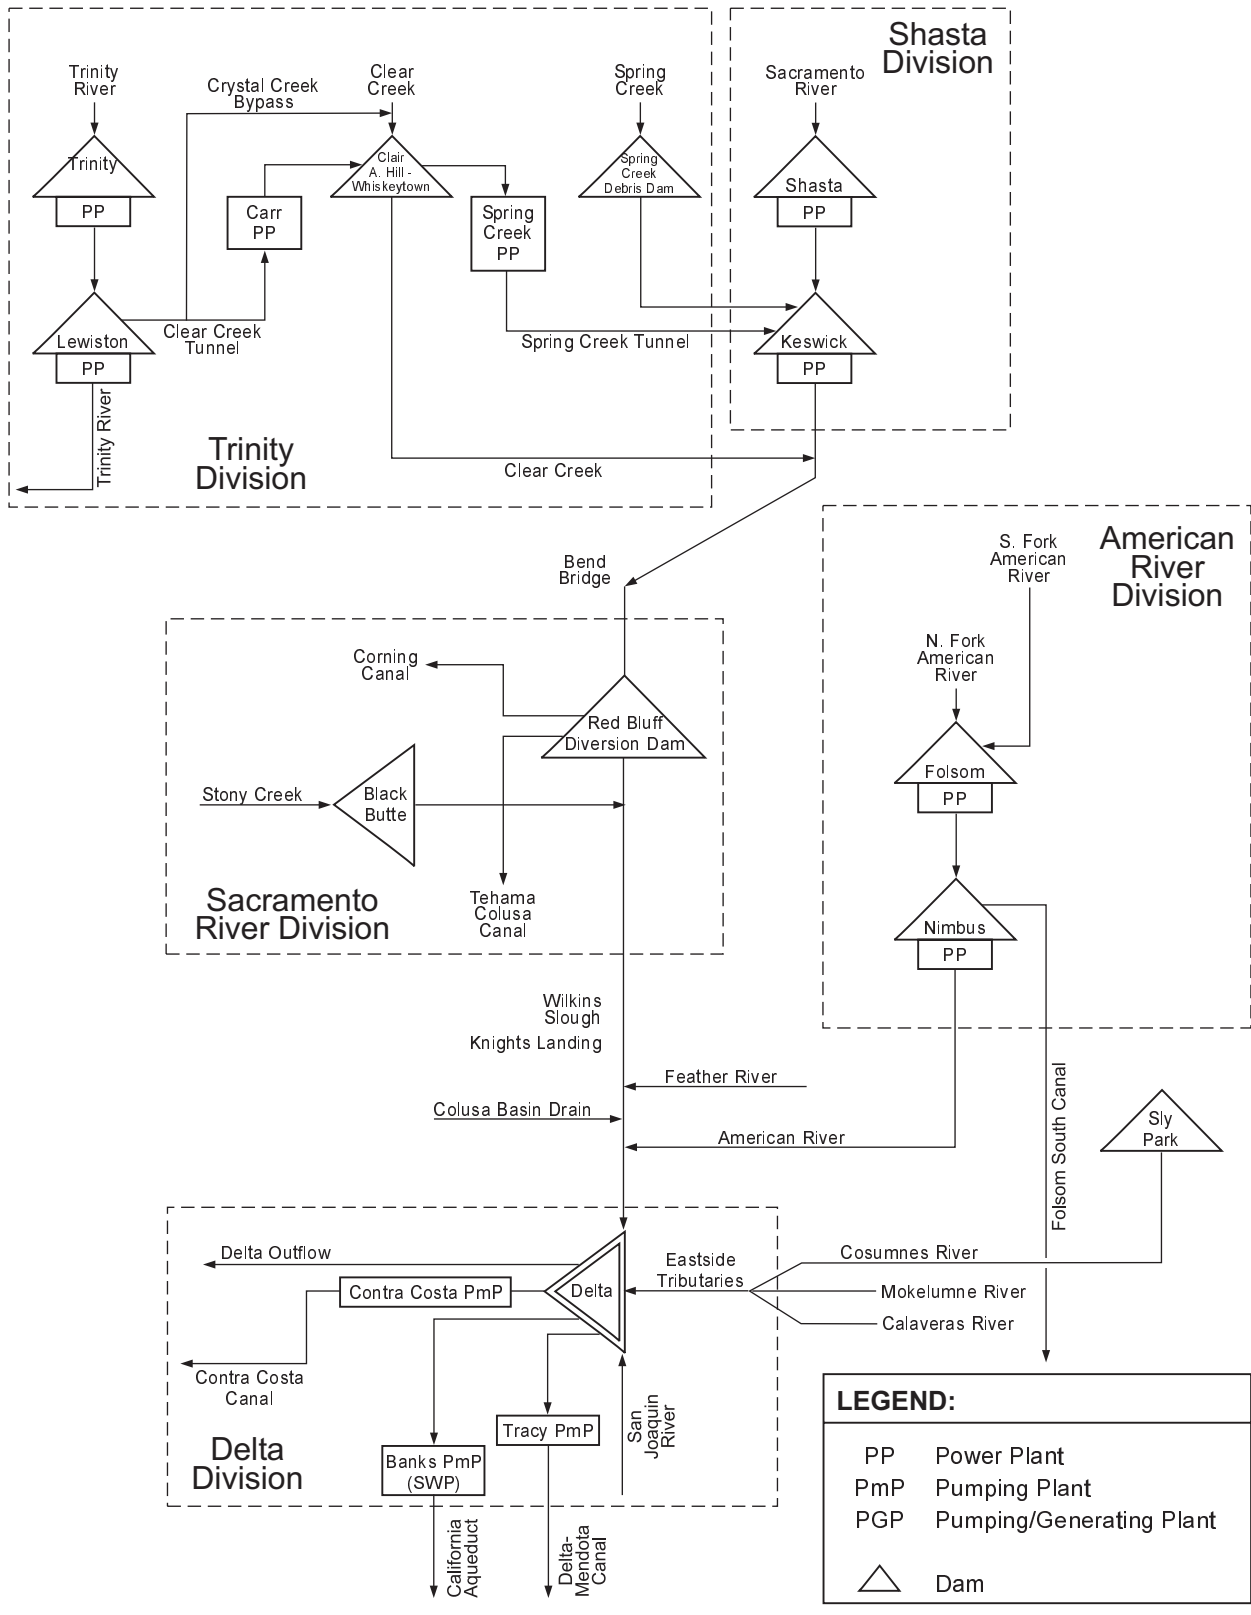 Shasta
Division
Trinity
River
Crystal Creek
Bypass
Clear
Creek
Spring
Creek
Sacramento
River
Trinity
PP
Clair
A. Hill -
Whiskeytown
Spring
Creek
Debris Dam
Shasta
PP
Carr
PP
Spring
Creek
PP
Lewiston
PP
Clear Creek
Tunnel
Spring Creek Tunnel
Keswick
PP
Trinity River
Trinity
Division
Clear Creek
Bend
Bridge
American
River
Division
S. Fork
American
River
N. Fork
American
River
Corning
Canal
Red Bluff
Diversion Dam
Folsom
PP
Stony Creek
Black
Butte
Tehama
Colusa
Canal
Sacramento
River Division
Nimbus
PP
Wilkins
Slough
Knights Landing
Feather River
Colusa Basin Drain
American River
Folsom South Canal
Sly
Park
Delta Outflow
Contra Costa PmP
Delta
Eastside
Tributaries
Cosumnes River
Mokelumne River
Calaveras River
Contra Costa
Canal
Tracy PmP
San
Joaquin
River
Banks PmP
(SWP)
Delta
Division
California
Aqueduct
Delta-
Mendota
Canal
LEGEND:
PP Power Plant
PmP Pumping Plant
PGP Pumping/Generating Plant
Dam